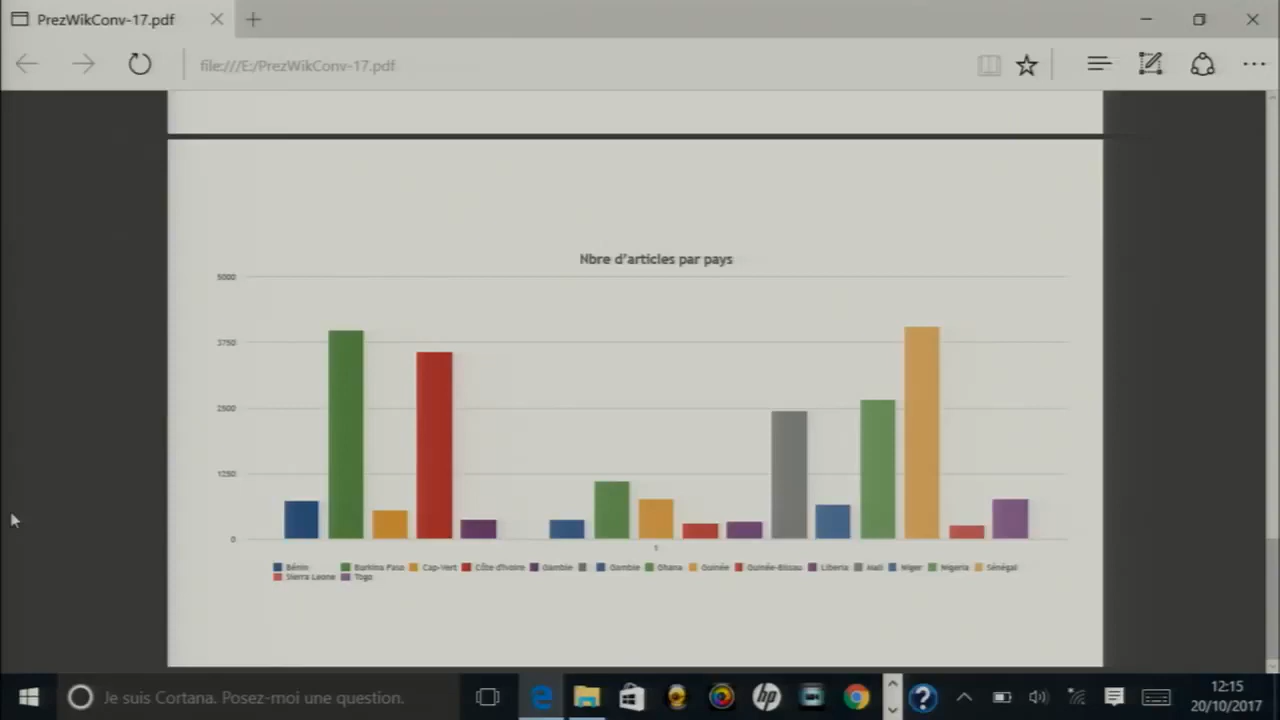 PrezWikConv-17.pdf
file:///E:/PrezWikConv-17.pdf
Nbre d'articles par pays
5000
3750
2500
1250
0
1
Bénin Burkina Faso Cap-Vert Côte d'Ivoire Gambie Gambie Ghana Guinée Guinée-Bissau Liberia Mali Niger Nigeria Sénégal
Sierra Leone Togo
Je suis Cortana. Posez-moi une question.
hp
12:15
20/10/2017